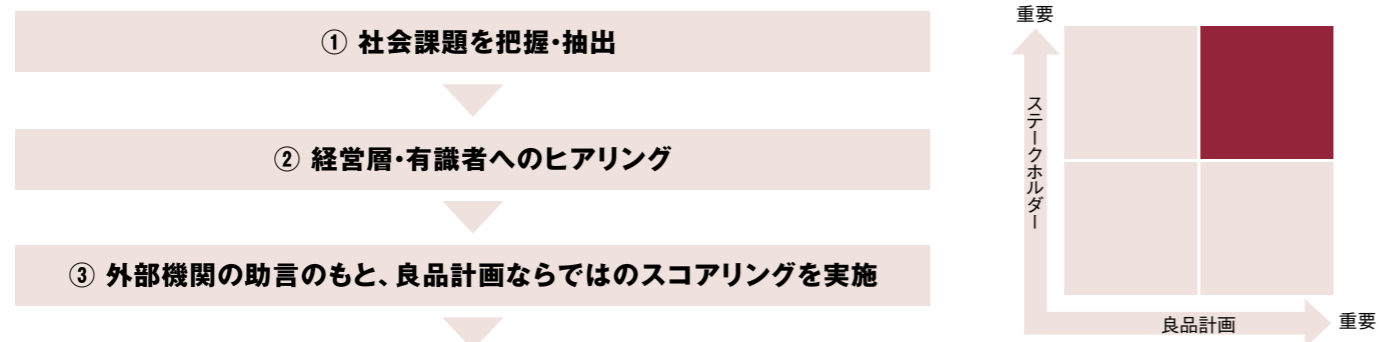 ① 社会課題を把握・抽出
② 経営層・有識者へのヒアリング
③ 外部機関の助言のもと、良品計画ならではのスコアリングを実施
重要
ステークホルダー
良品計画
重要